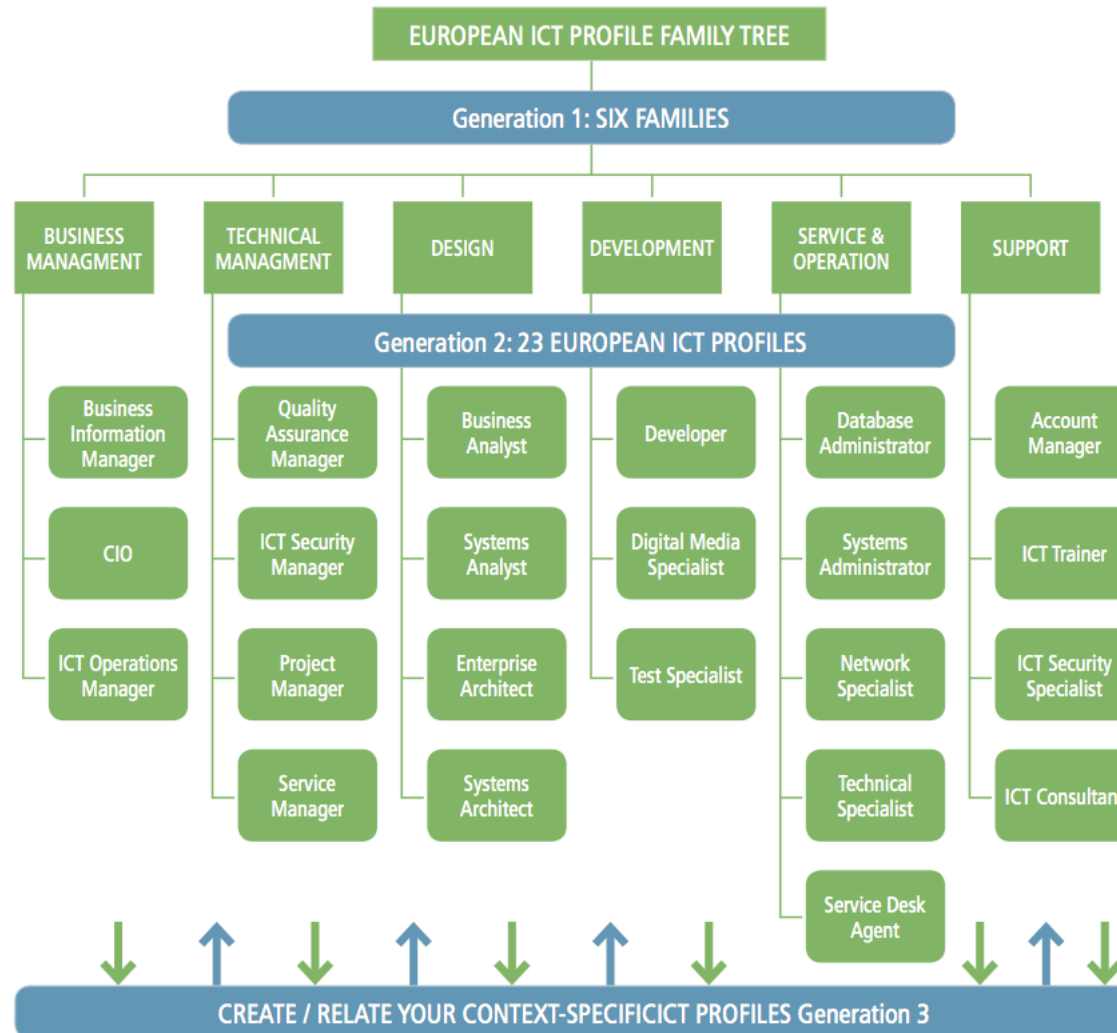 EUROPEAN ICT PROFILE FAMILY TREE
Generation 1: SIX FAMILIES
BUSINESS
MANAGMENT
TECHNICAL
MANAGMENT
DESIGN
DEVELOPMENT
SERVICE &
OPERATION
SUPPORT
Generation 2: 23 EUROPEAN ICT PROFILES
Business
Information
Manager
CIO
ICT Operations
Manager
Quality
Assurance
Manager
ICT Security
Manager
Project
Manager
Service
Manager
Business
Analyst
Systems
Analyst
Enterprise
Architect
Systems
Architect
Developer
Digital Media
Specialist
Test Specialist
Database
Administrator
Systems
Administrator
Network
Specialist
Technical
Specialist
Service Desk
Agent
Account
Manager
ICT Trainer
ICT Security
Specialist
ICT Consultan
CREATE / RELATE YOUR CONTEXT-SPECIFICICT PROFILES Generation 3